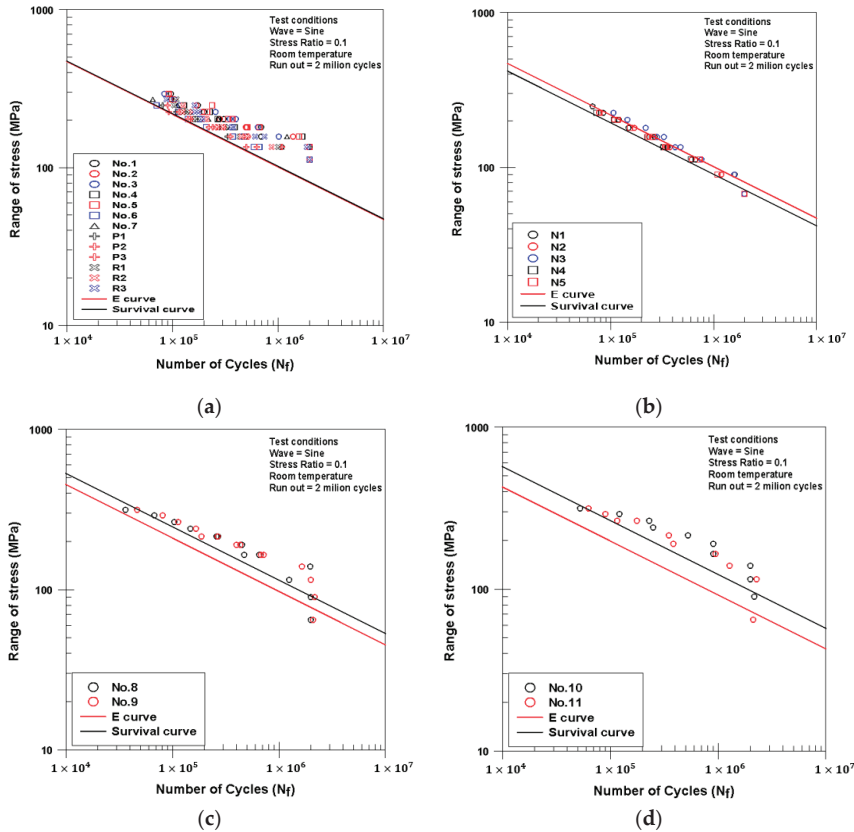 1000
Test conditions
Wave = Sine
Stress Ratio = 0.1
Room temperature
Run out = 2 milion cycles
Range of stress (MPa)
100
No.1
No.2
No.3
No.4
No.5
No.6
No.7
P1
P2
P3
R1
R2
R3
E curve
Survival curve
10
1 × 10⁴
1 × 10⁵
1 × 10⁶
1 × 10⁷
Number of Cycles (Nf)
(a)
1000
Test conditions
Wave = Sine
Stress Ratio = 0.1
Room temperature
Run out = 2 milion cycles
Range of stress (MPa)
100
N1
N2
N3
N4
N5
E curve
Survival curve
10
1 × 10⁴
1 × 10⁵
1 × 10⁶
1 × 10⁷
Number of Cycles (Nf)
(b)
1000
Test conditions
Wave = Sine
Stress Ratio = 0.1
Room temperature
Run out = 2 milion cycles
Range of stress (MPa)
100
No.8
No.9
E curve
Survival curve
10
1 × 10⁴
1 × 10⁵
1 × 10⁶
1 × 10⁷
Number of Cycles (Nf)
(c)
1000
Test conditions
Wave = Sine
Stress Ratio = 0.1
Room temperature
Run out = 2 milion cycles
Range of stress (MPa)
100
No.10
No.11
E curve
Survival curve
10
1 × 10⁴
1 × 10⁵
1 × 10⁶
1 × 10⁷
Number of Cycles (Nf)
(d)